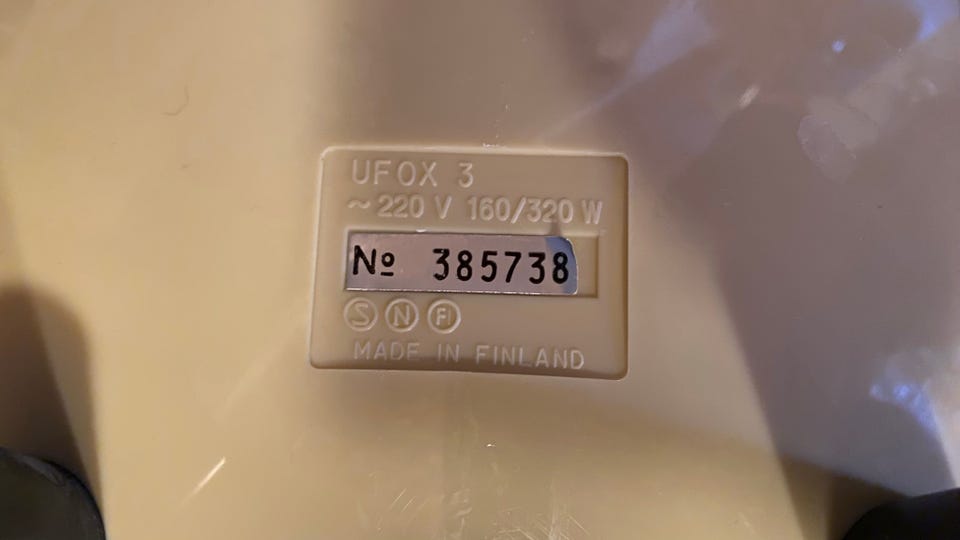 UFOX 3
~ 220 V 160/320 W
Nº 385738
S N FI
MADE IN FINLAND